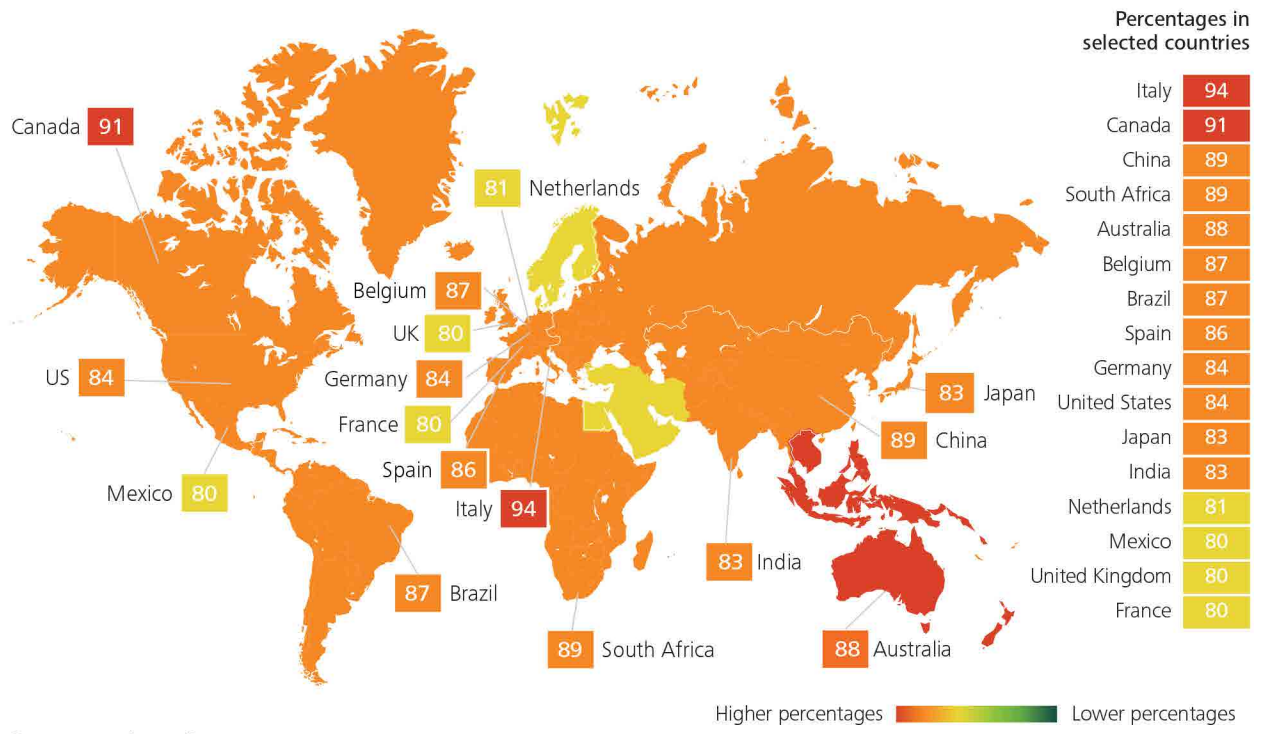 Percentages in
selected countries
Italy 94
Canada 91
China 89
South Africa 89
Australia 88
Belgium 87
Brazil 87
Spain 86
Germany 84
United States 84
Japan 83
India 83
Netherlands 81
Mexico 80
United Kingdom 80
France 80
Canada 91
81 Netherlands
Belgium 87
UK 80
US 84
Germany 84
83 Japan
France 80
89 China
Spain 86
Mexico 80
Italy 94
83 India
87 Brazil
89 South Africa
88 Australia
Higher percentages Lower percentages